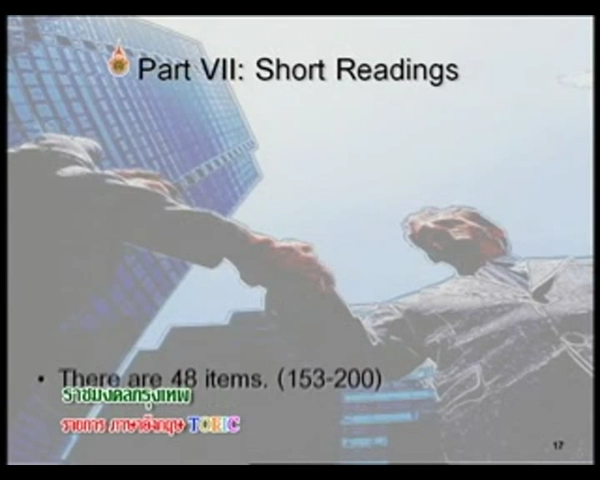 Part VII: Short Readings
• There are 48 items. (153-200)
ราชมงคลกรุงเทพ
รายการ ภาษาอังกฤษ TOEIC
17